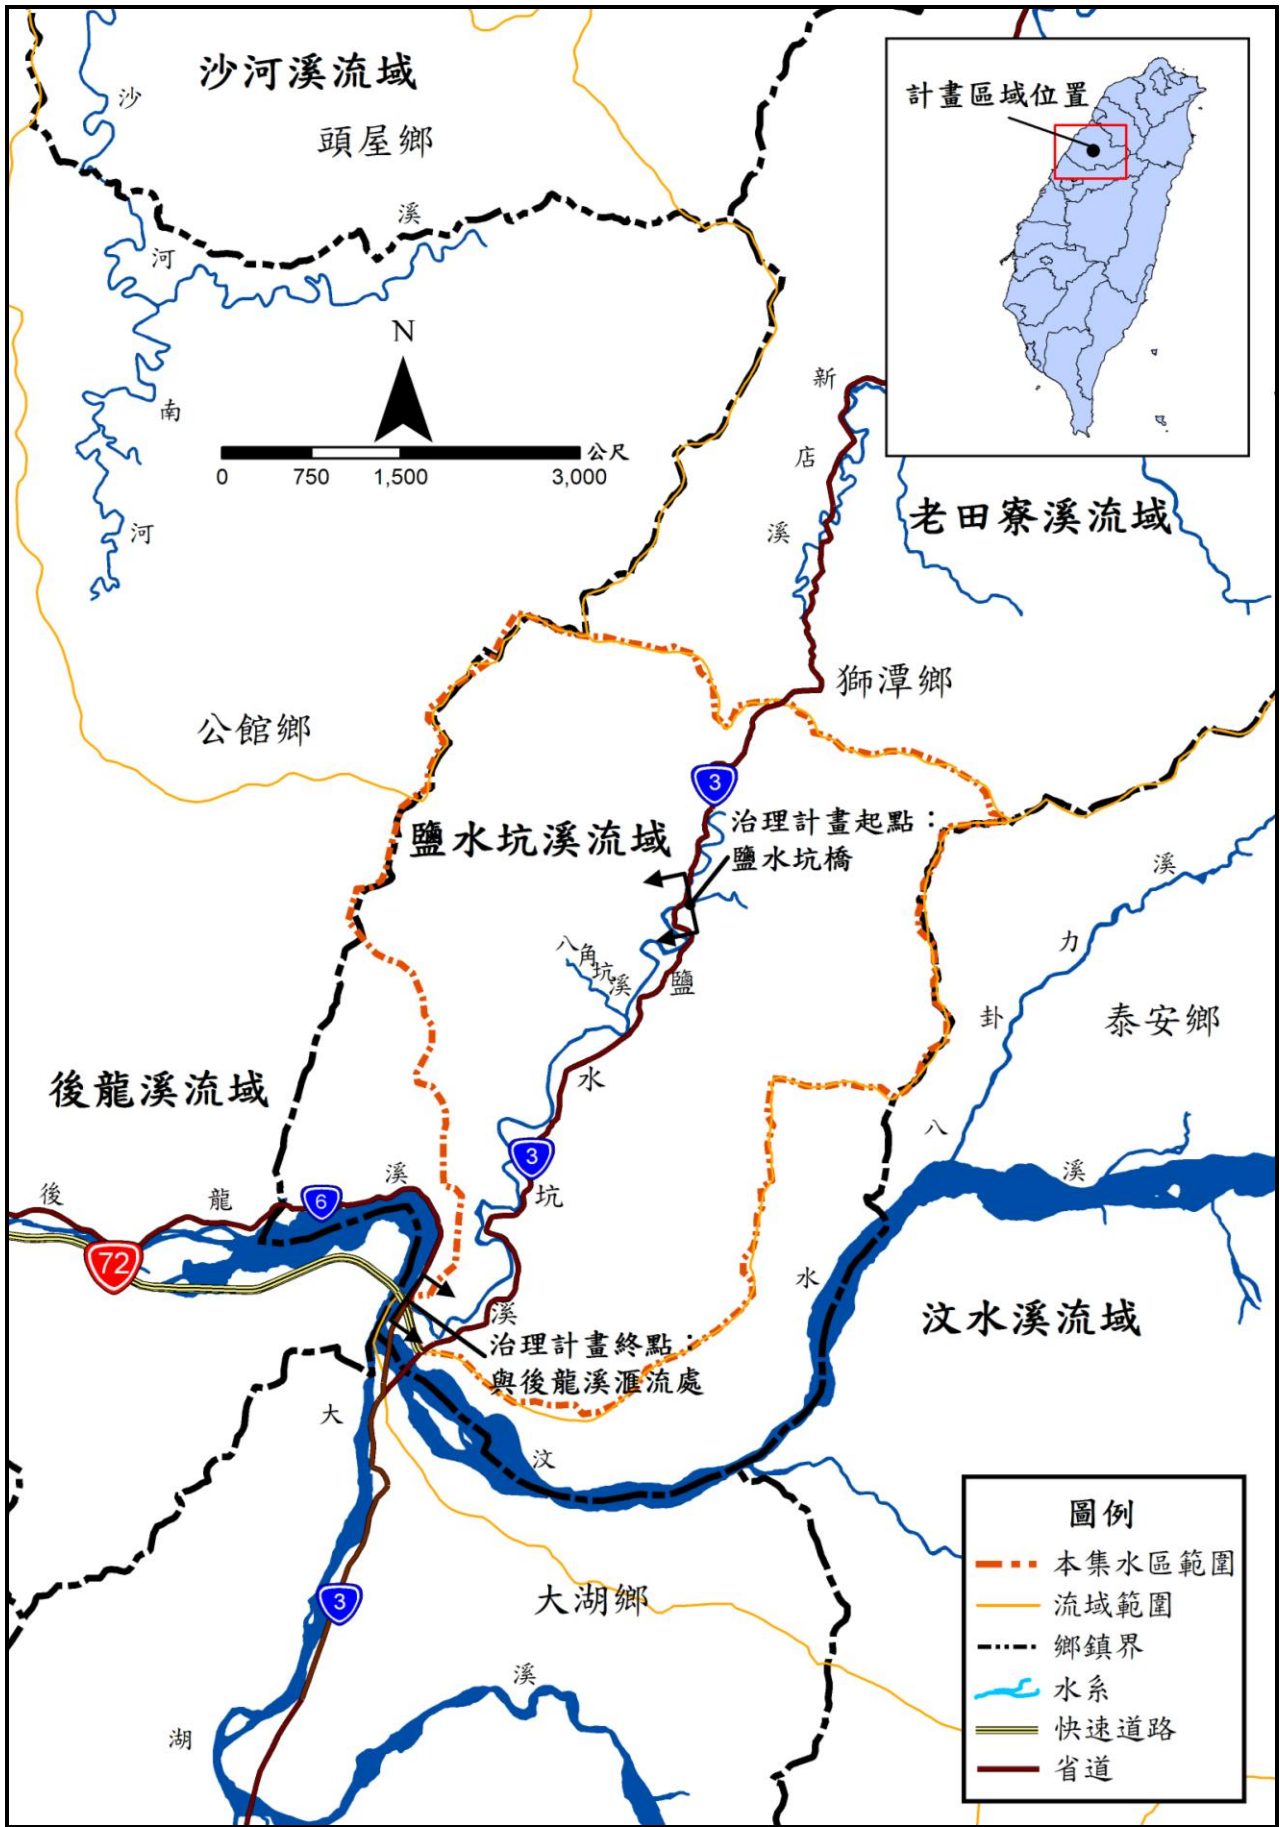 沙河溪流域
沙
頭屋鄉
計畫區域位置
溪
河
N
新
南
公尺
0 750 1,500 3,000
店
河
溪
老田寮溪流域
獅潭鄉
公館鄉
3
治理計畫起點：
鹽水坑橋
鹽水坑溪流域
溪
力
八角坑溪
鹽
卦
泰安鄉
水
後龍溪流域
八
3
坑
溪
溪
後
龍
6
72
水
溪
汶水溪流域
治理計畫終點：
與後龍溪滙流處
大
汶
圖例
本集水區範圍
流域範圍
鄉鎮界
水系
快速道路
省道
大湖鄉
3
溪
湖